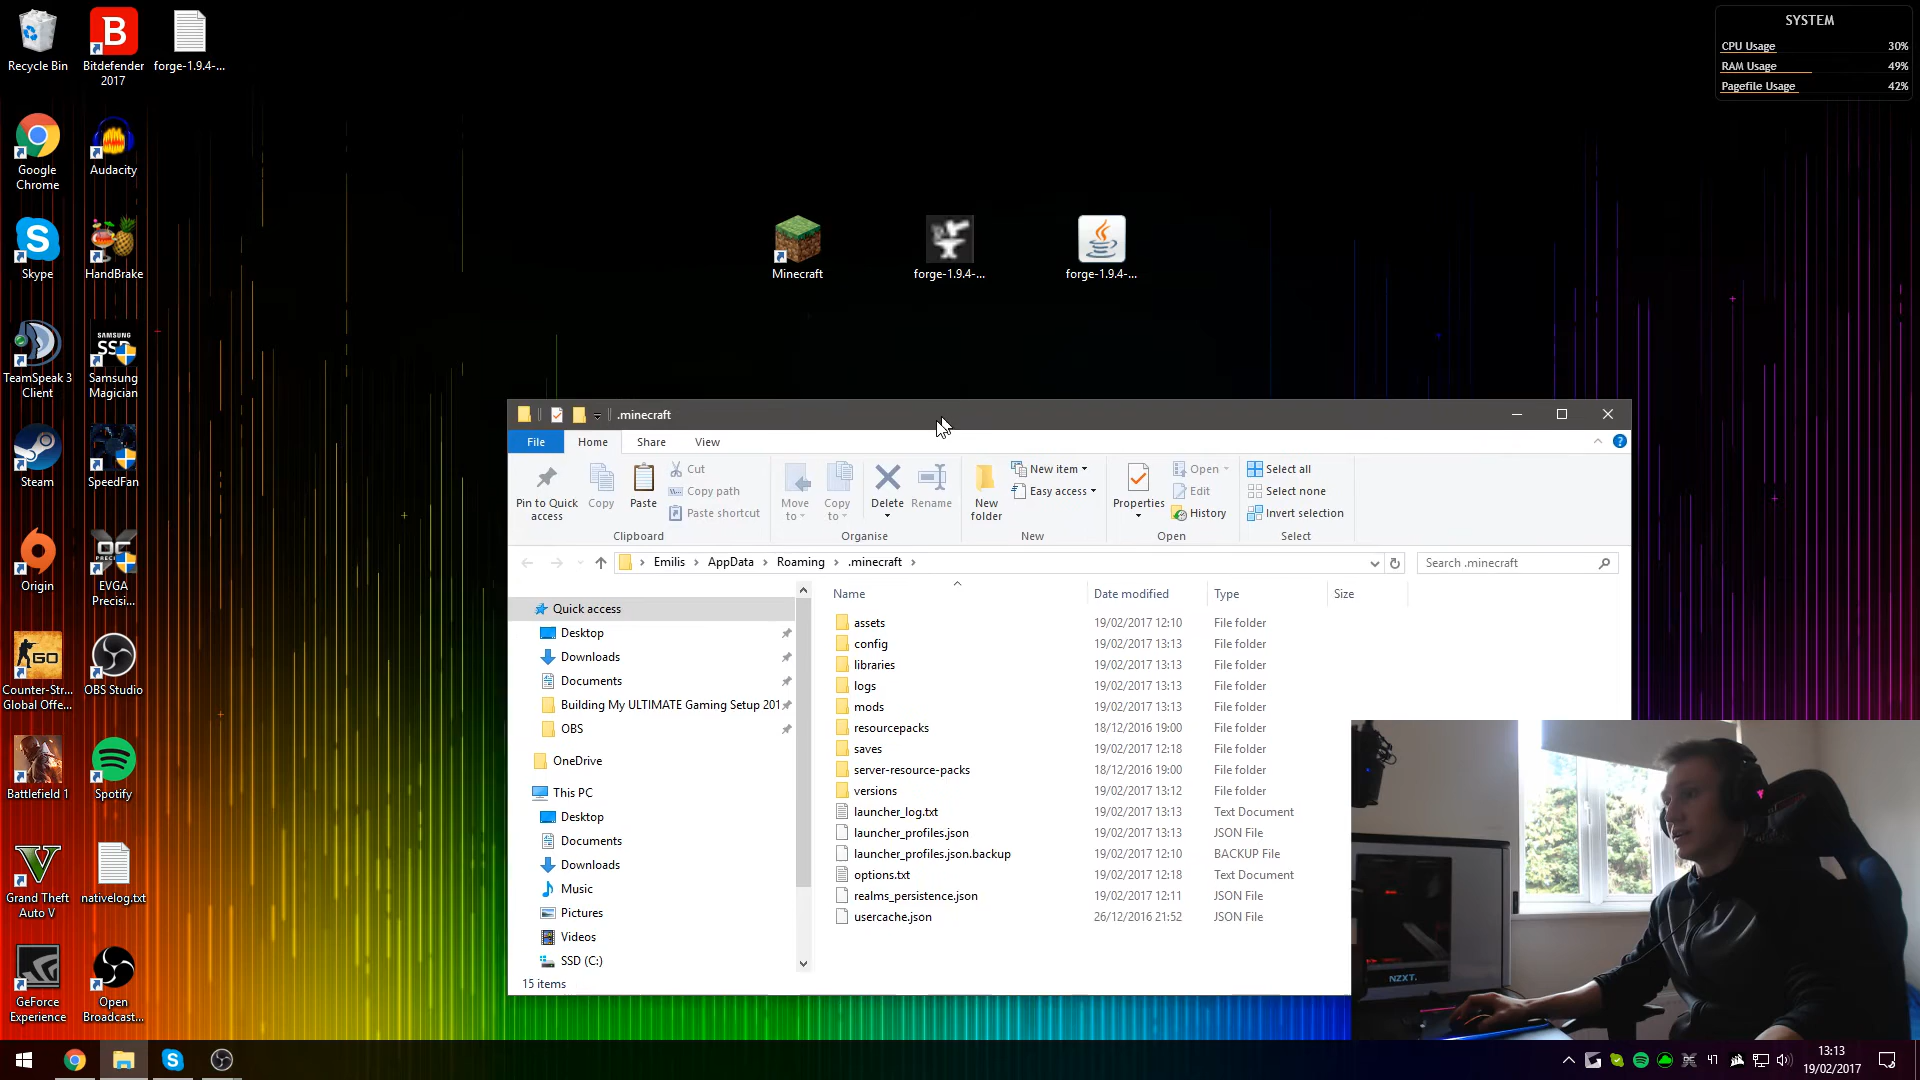 Recycle Bin
Bitdefender 2017
forge-1.9.4-...
Google Chrome
Audacity
Skype
HandBrake
TeamSpeak 3 Client
SAMSUNG SSD
Samsung Magician
Steam
SpeedFan
Origin
EVGA Precisi...
GO
Counter-Str... Global Offe...
OBS Studio
Battlefield 1
Spotify
Grand Theft Auto V
nativelog.txt
GeForce Experience
Open Broadcast...
Minecraft
forge-1.9.4-...
forge-1.9.4-...
SYSTEM
CPU Usage 30%
RAM Usage 49%
Pagefile Usage 42%
.minecraft
File Home Share View
Pin to Quick access
Copy
Paste
Cut
Copy path
Paste shortcut
Clipboard
Move to
Copy to
Delete
Rename
Organise
New folder
New item
Easy access
New
Properties
Open
Edit
History
Open
Select all
Select none
Invert selection
Select
Emilis > AppData > Roaming > .minecraft >
Search .minecraft
Quick access
Desktop
Downloads
Documents
Building My ULTIMATE Gaming Setup 201
OBS
OneDrive
This PC
Desktop
Documents
Downloads
Music
Pictures
Videos
SSD (C:)
Name Date modified Type Size
assets 19/02/2017 12:10 File folder
config 19/02/2017 13:13 File folder
libraries 19/02/2017 13:13 File folder
logs 19/02/2017 13:13 File folder
mods 19/02/2017 13:13 File folder
resourcepacks 18/12/2016 19:00 File folder
saves 19/02/2017 12:18 File folder
server-resource-packs 18/12/2016 19:00 File folder
versions 19/02/2017 13:12 File folder
launcher_log.txt 19/02/2017 13:13 Text Document
launcher_profiles.json 19/02/2017 13:13 JSON File
launcher_profiles.json.backup 19/02/2017 12:10 BACKUP File
options.txt 19/02/2017 12:18 Text Document
realms_persistence.json 19/02/2017 12:11 JSON File
usercache.json 26/12/2016 21:52 JSON File
15 items
NZXT.
13:13
19/02/2017